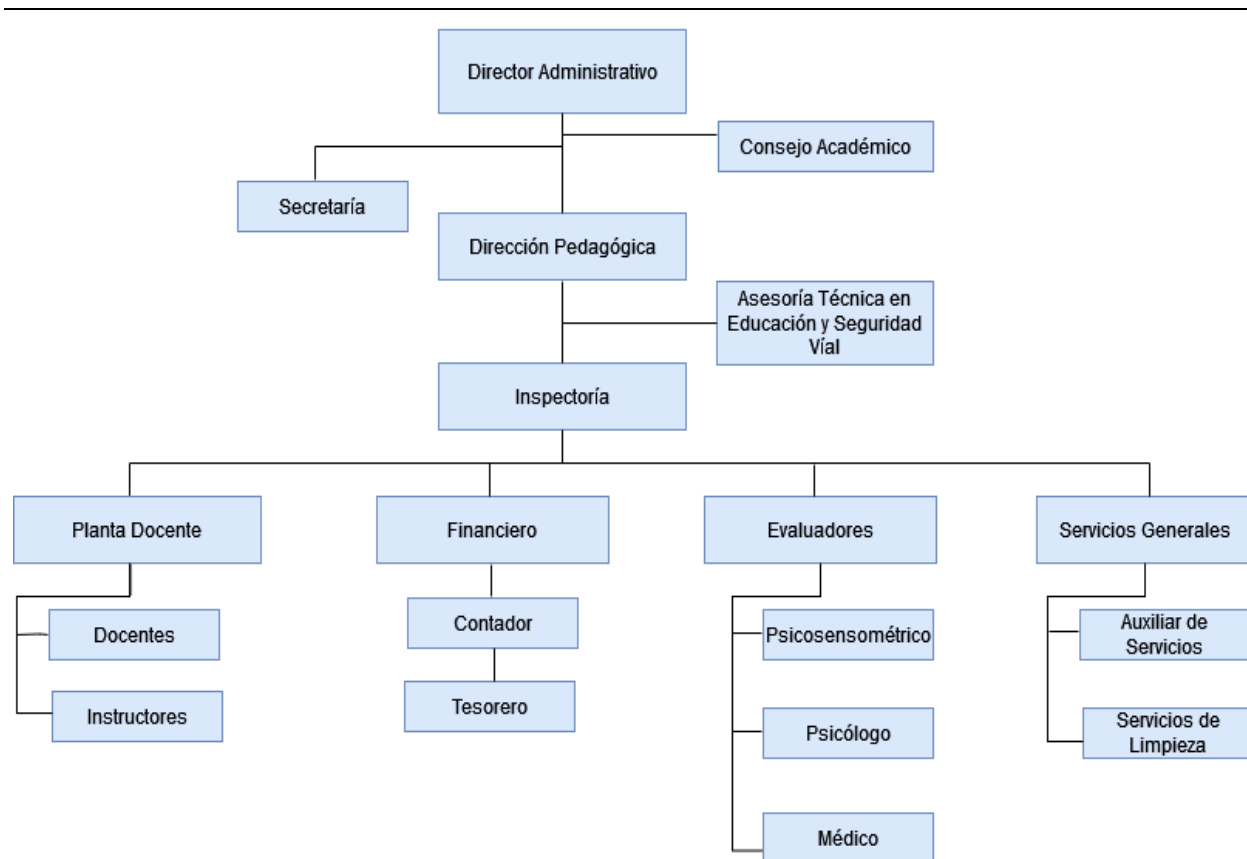 Director Administrativo
Consejo Académico
Secretaría
Dirección Pedagógica
Asesoría Técnica en
Educación y Seguridad
Víal
Inspectoría
Planta Docente
Financiero
Evaluadores
Servicios Generales
Docentes
Contador
Psicosensométrico
Auxiliar de
Servicios
Instructores
Tesorero
Psicólogo
Servicios de
Limpieza
Médico